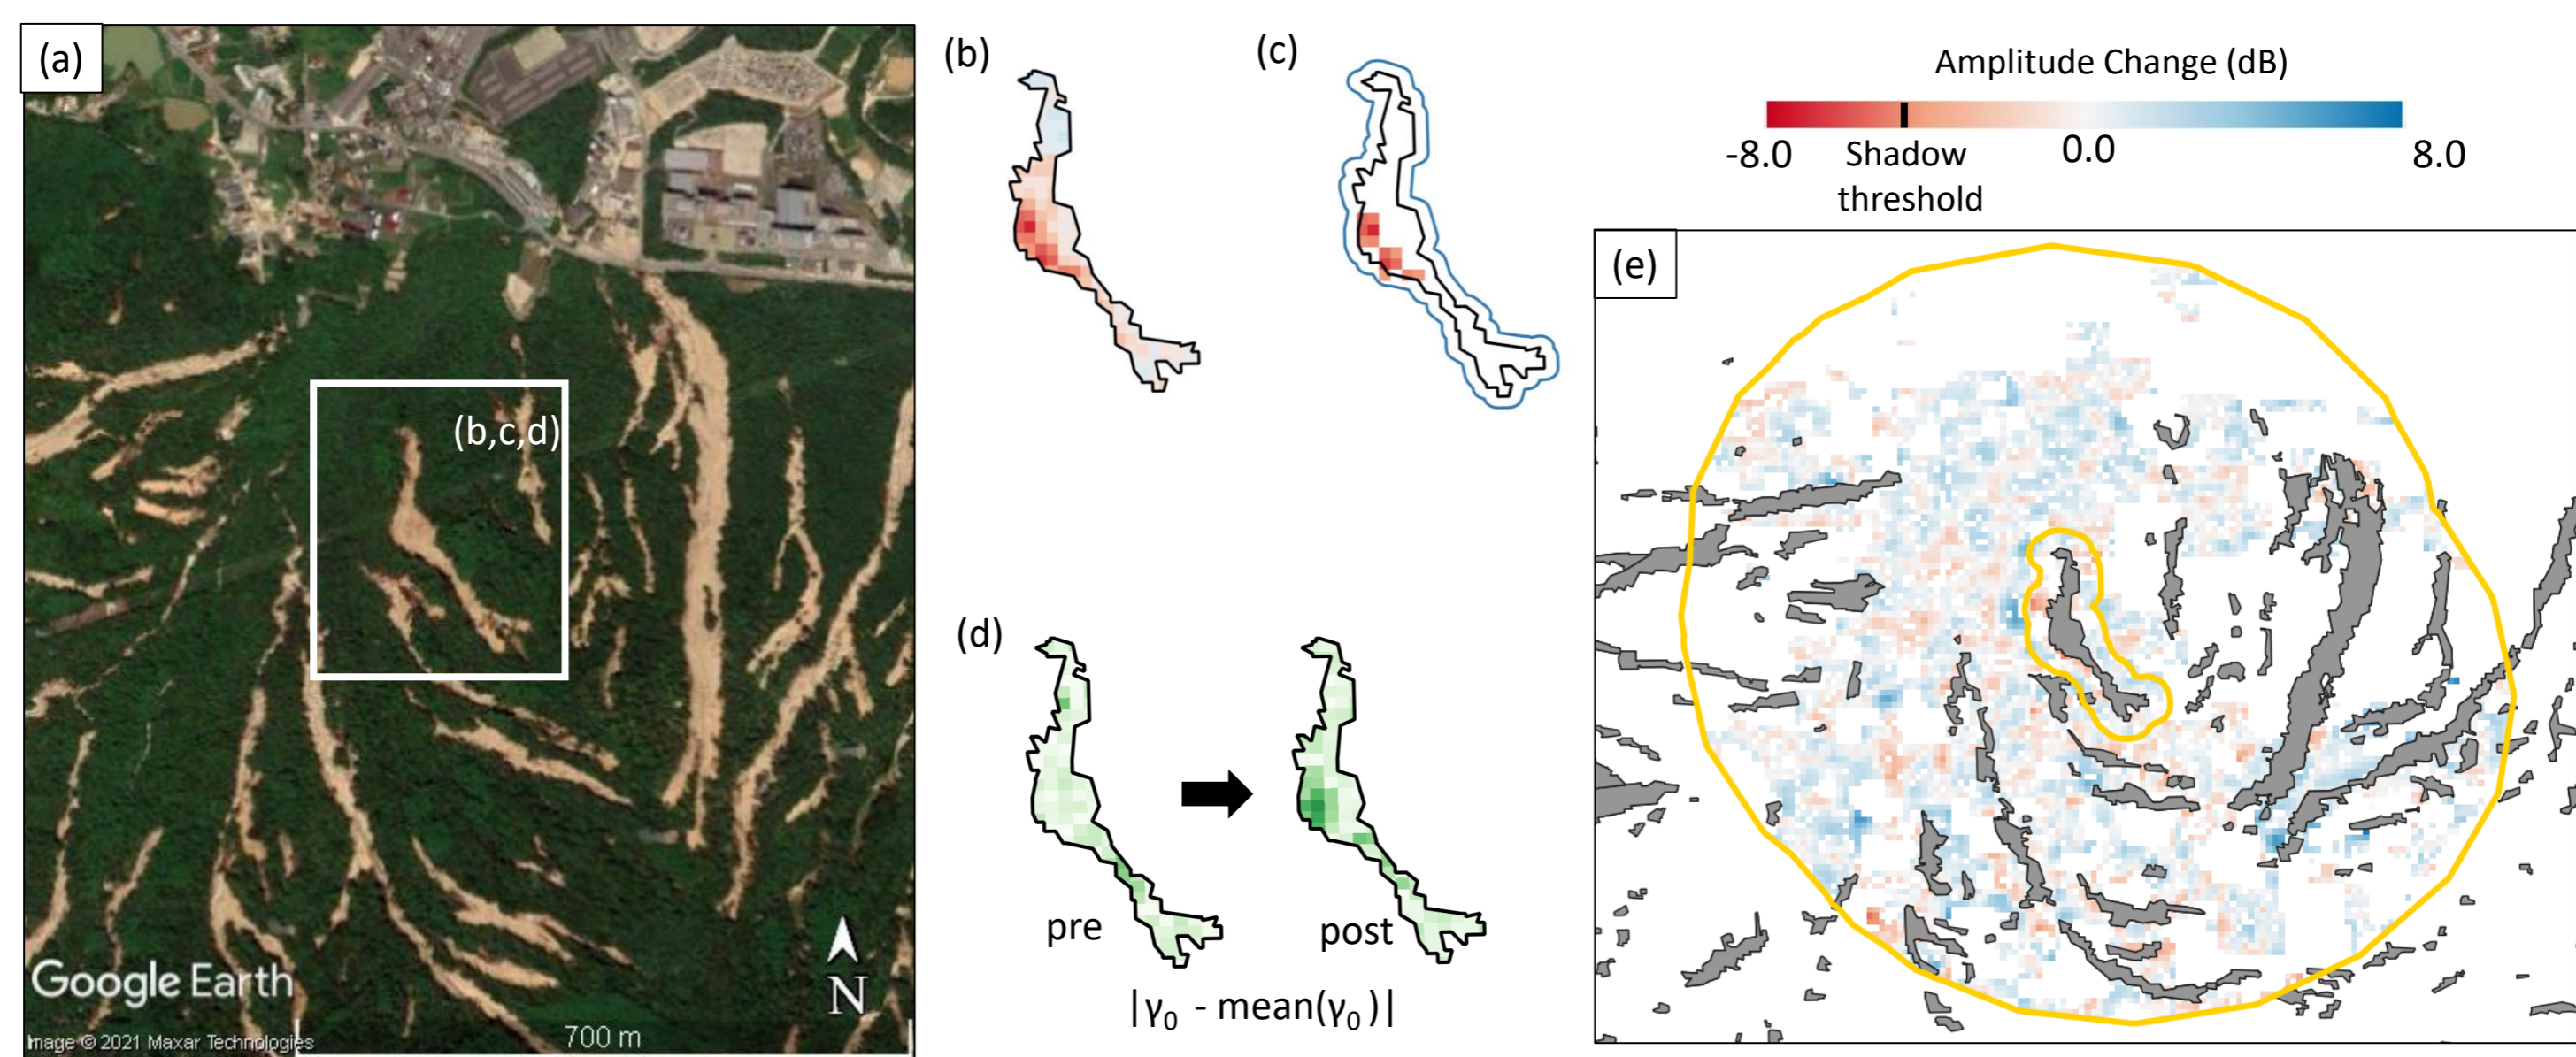 (a)
(b,c,d)
Google Earth
Image © 2021 Maxar Technologies
700 m
N
(b)
(c)
(d)
pre
post
|γ₀ - mean(γ₀)|
Amplitude Change (dB)
-8.0
Shadow
threshold
0.0
8.0
(e)